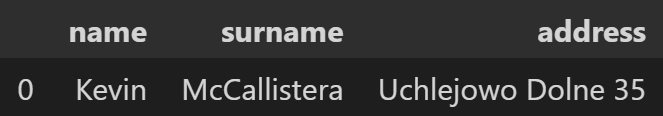 name surname address
0 Kevin McCallistera Uchlejowo Dolne 35